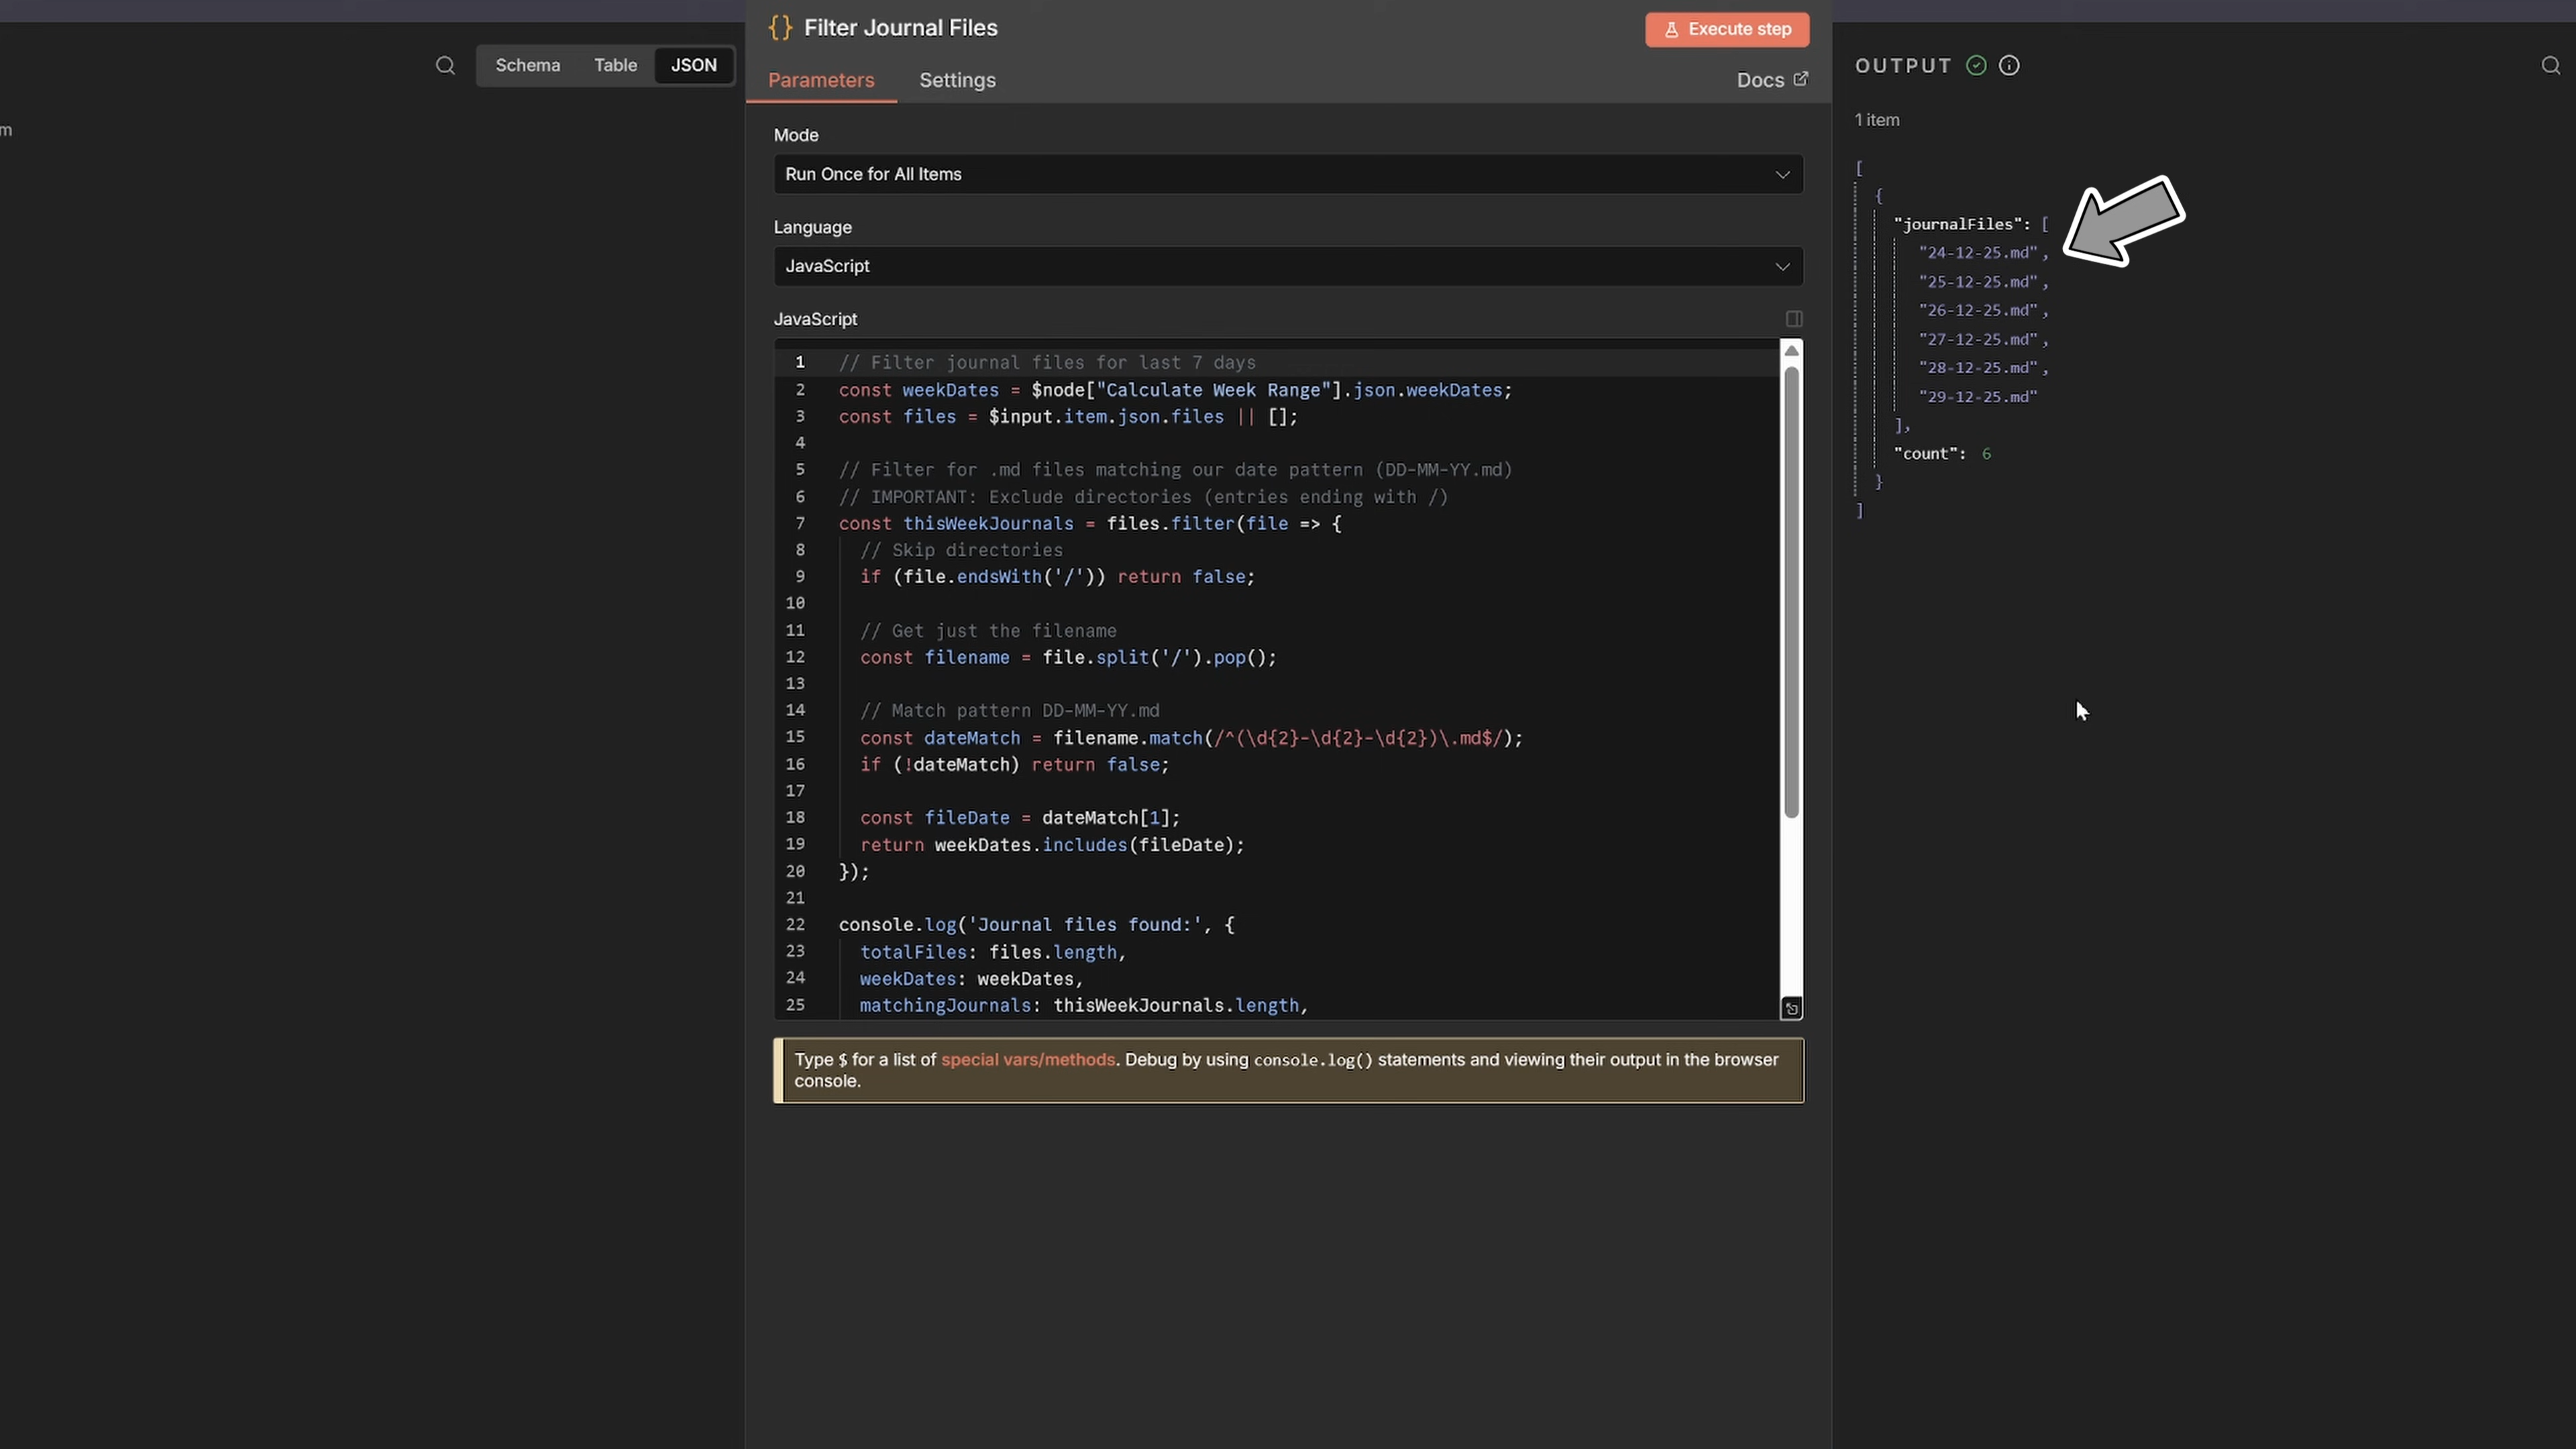 Schema Table JSON
m
{} Filter Journal Files
Execute step
Parameters Settings
Docs
Mode
Run Once for All Items
Language
JavaScript
JavaScript
1 // Filter journal files for last 7 days
2 const weekDates = $node["Calculate Week Range"].json.weekDates;
3 const files = $input.item.json.files || [];
4
5 // Filter for .md files matching our date pattern (DD-MM-YY.md)
6 // IMPORTANT: Exclude directories (entries ending with /)
7 const thisWeekJournals = files.filter(file => {
8 // Skip directories
9 if (file.endsWith('/')) return false;
10
11 // Get just the filename
12 const filename = file.split('/').pop();
13
14 // Match pattern DD-MM-YY.md
15 const dateMatch = filename.match(/^(\d{2}-\d{2}-\d{2})\.md$/);
16 if (!dateMatch) return false;
17
18 const fileDate = dateMatch[1];
19 return weekDates.includes(fileDate);
20 });
21
22 console.log('Journal files found:', {
23 totalFiles: files.length,
24 weekDates: weekDates,
25 matchingJournals: thisWeekJournals.length,
Type $ for a list of special vars/methods. Debug by using console.log() statements and viewing their output in the browser
console.
OUTPUT
1 item
[
{
"journalFiles": [
"24-12-25.md",
"25-12-25.md",
"26-12-25.md",
"27-12-25.md",
"28-12-25.md",
"29-12-25.md"
],
"count": 6
}
]